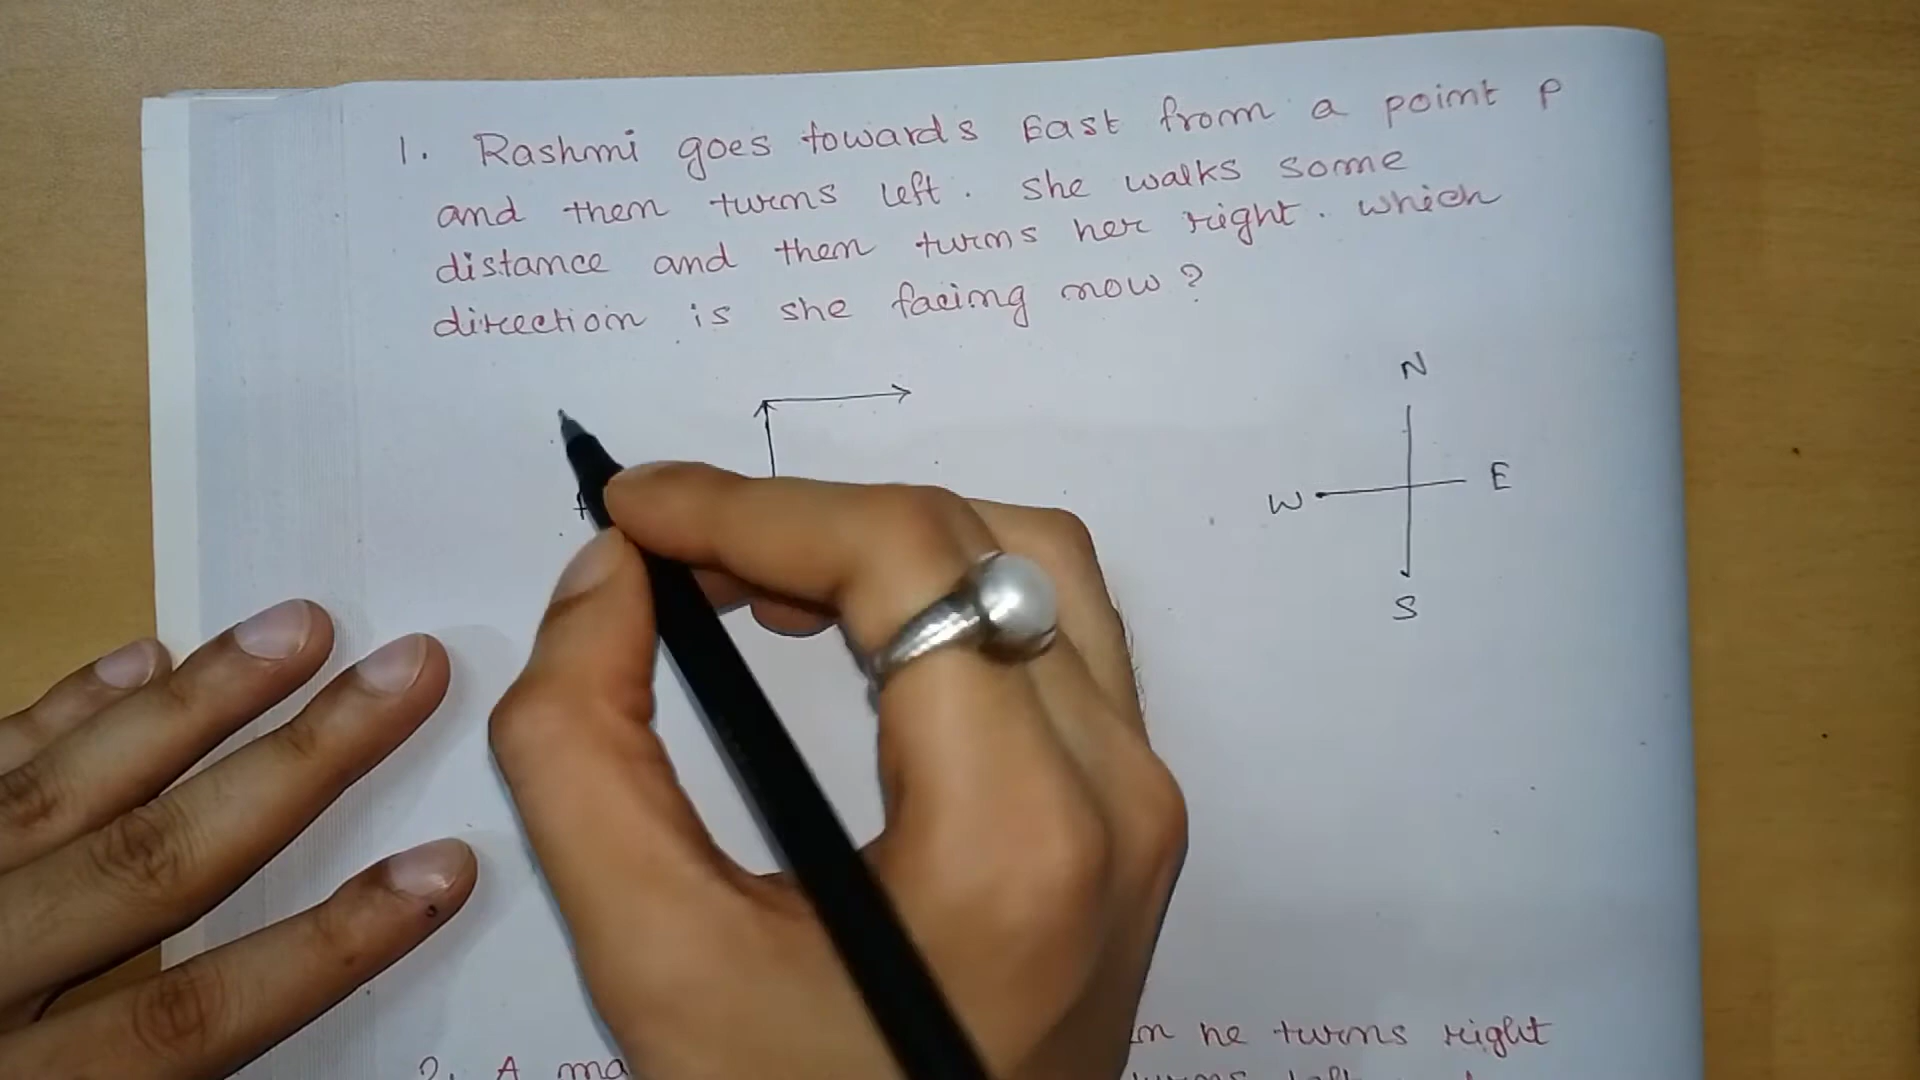 1. Rashmi goes towards East from a point P
and then turns left. She walks some
distance and then turns her right. which
direction is she facing now?
N
W E
S
he turns right
2. A